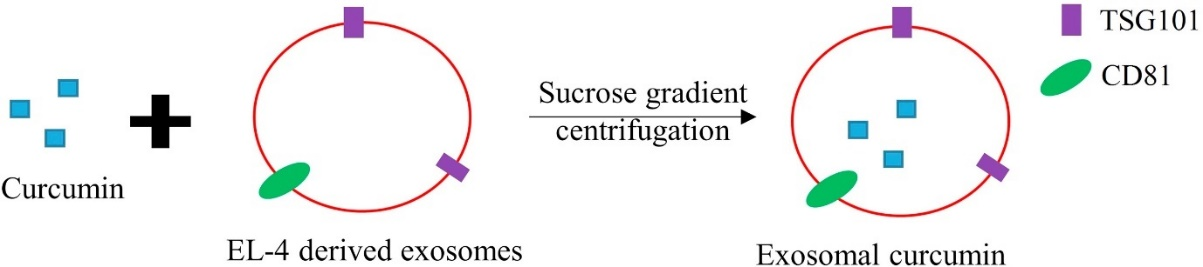 TSG101
CD81
Sucrose gradient
centrifugation
Curcumin
EL-4 derived exosomes
Exosomal curcumin